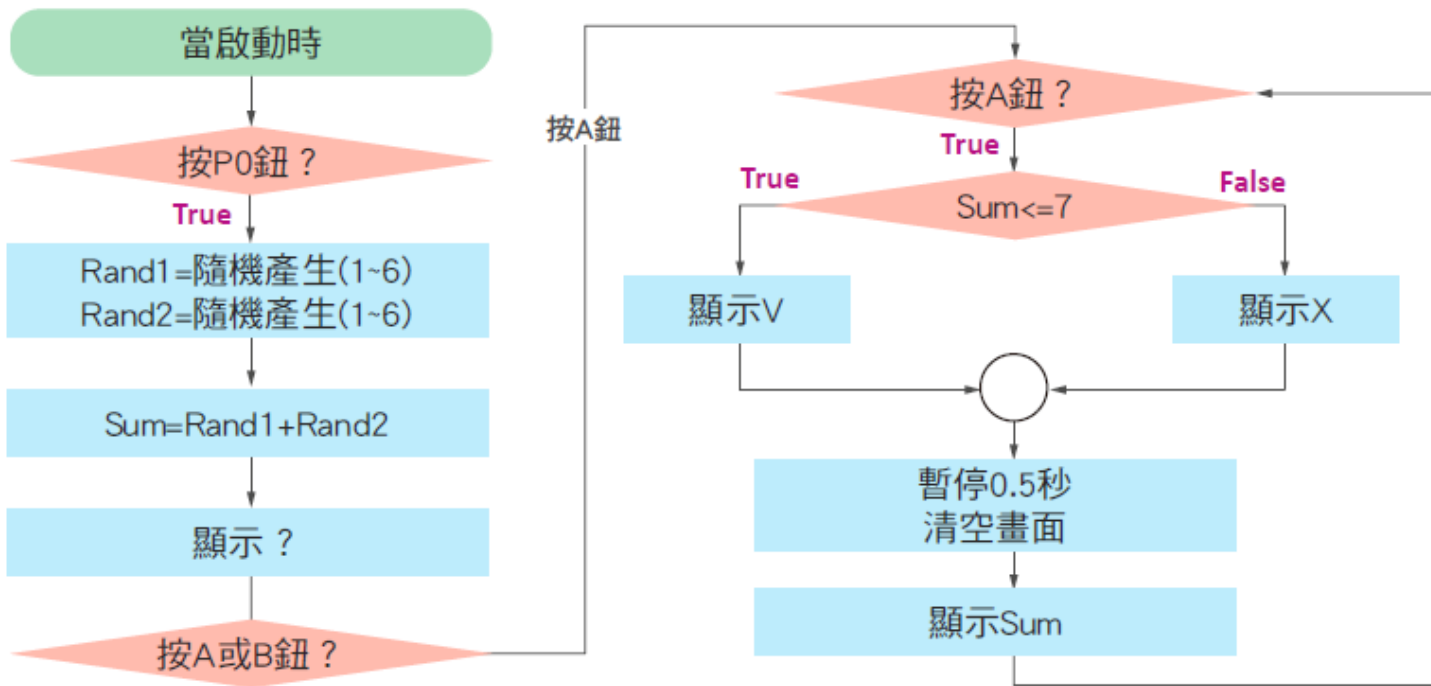 當啟動時
按P0鈕？
True
Rand1=隨機產生(1~6)
Rand2=隨機產生(1~6)
Sum=Rand1+Rand2
顯示？
按A或B鈕？
按A鈕
按A鈕？
True
Sum<=7
True
False
顯示V
顯示X
暫停0.5秒
清空畫面
顯示Sum